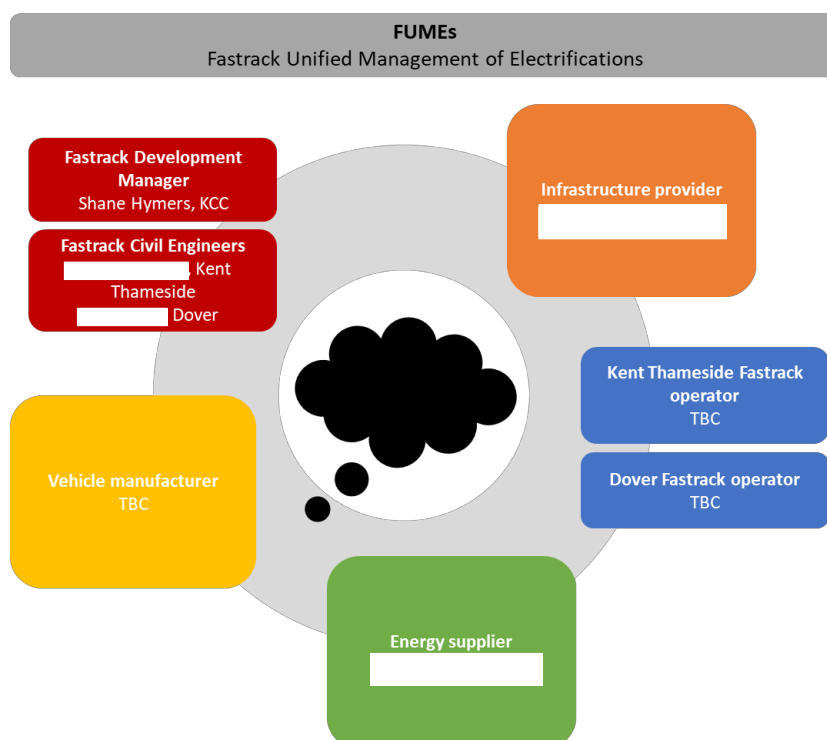 FUMEs
Fastrack Unified Management of Electrifications
Fastrack Development
Manager
Shane Hymers, KCC
Fastrack Civil Engineers
, Kent
Thameside
Dover
Infrastructure provider
Kent Thameside Fastrack
operator
TBC
Dover Fastrack operator
TBC
Vehicle manufacturer
TBC
Energy supplier